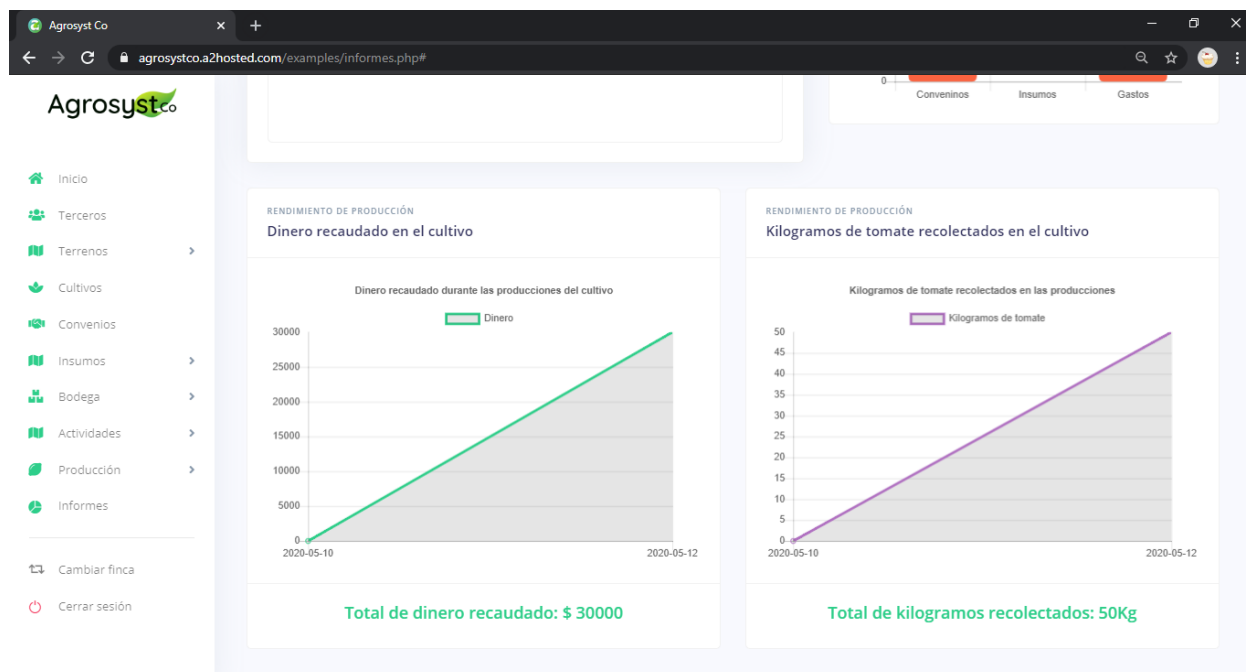 Agrosyst Co
agrosystco.a2hosted.com/examples/informes.php#
Agrosystco
Inicio
Terceros
Terrenos
Cultivos
Convenios
Insumos
Bodega
Actividades
Producción
Informes
Cambiar finca
Cerrar sesión
0
Conveninos Insumos Gastos
RENDIMIENTO DE PRODUCCIÓN
Dinero recaudado en el cultivo
Dinero recaudado durante las producciones del cultivo
Dinero
30000
25000
20000
15000
10000
5000
0
2020-05-10 2020-05-12
Total de dinero recaudado: $ 30000
RENDIMIENTO DE PRODUCCIÓN
Kilogramos de tomate recolectados en el cultivo
Kilogramos de tomate recolectados en las producciones
Kilogramos de tomate
50
45
40
35
30
25
20
15
10
5
0
2020-05-10 2020-05-12
Total de kilogramos recolectados: 50Kg